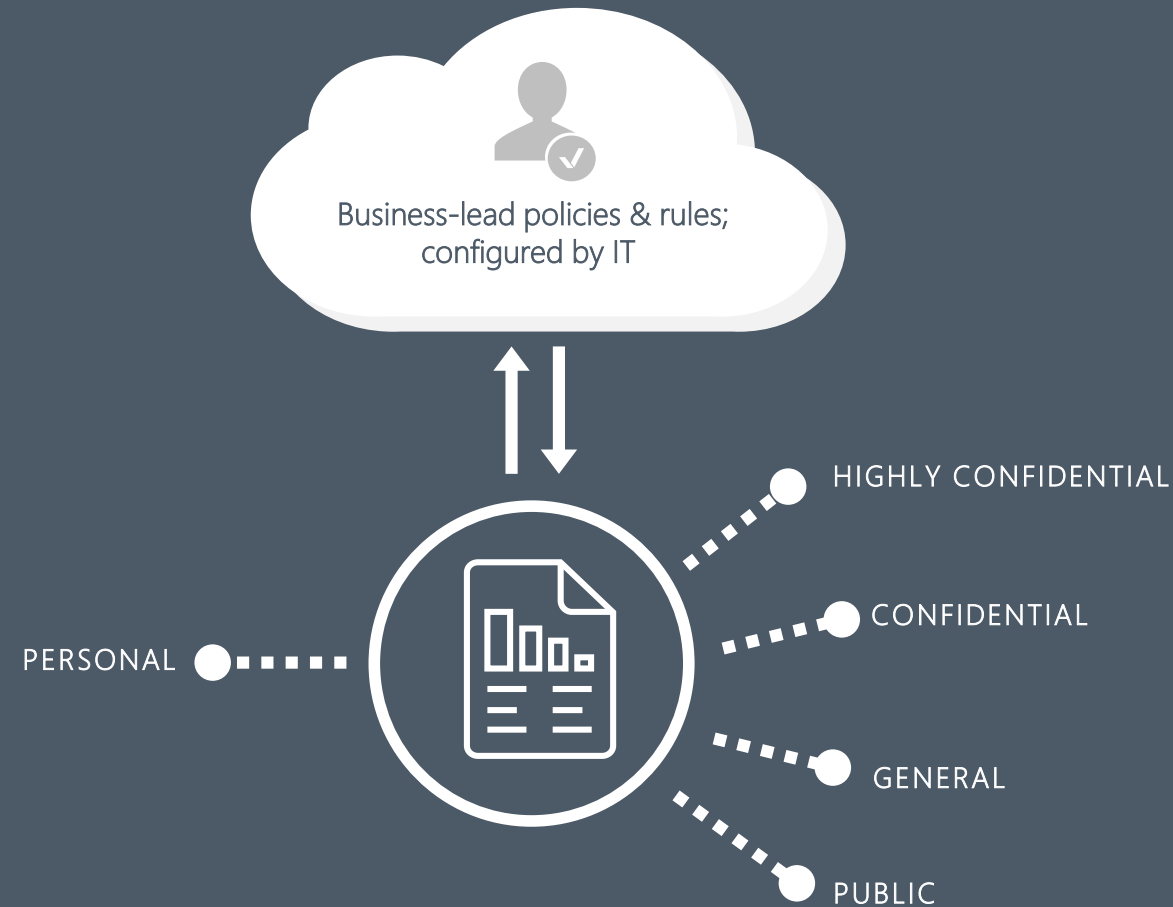 Business-lead policies & rules;
configured by IT
HIGHLY CONFIDENTIAL
CONFIDENTIAL
PERSONAL
GENERAL
PUBLIC